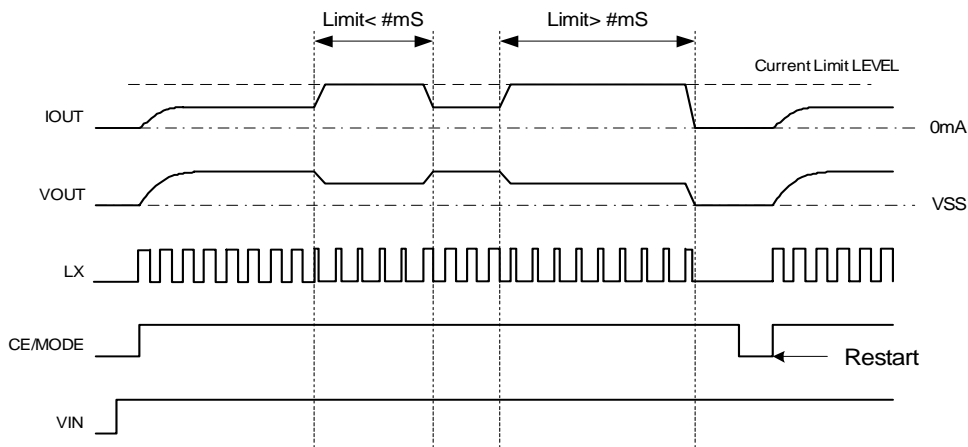 Limit< #mS
Limit> #mS
Current Limit LEVEL
IOUT
0mA
VOUT
VSS
LX
CE/MODE
Restart
VIN